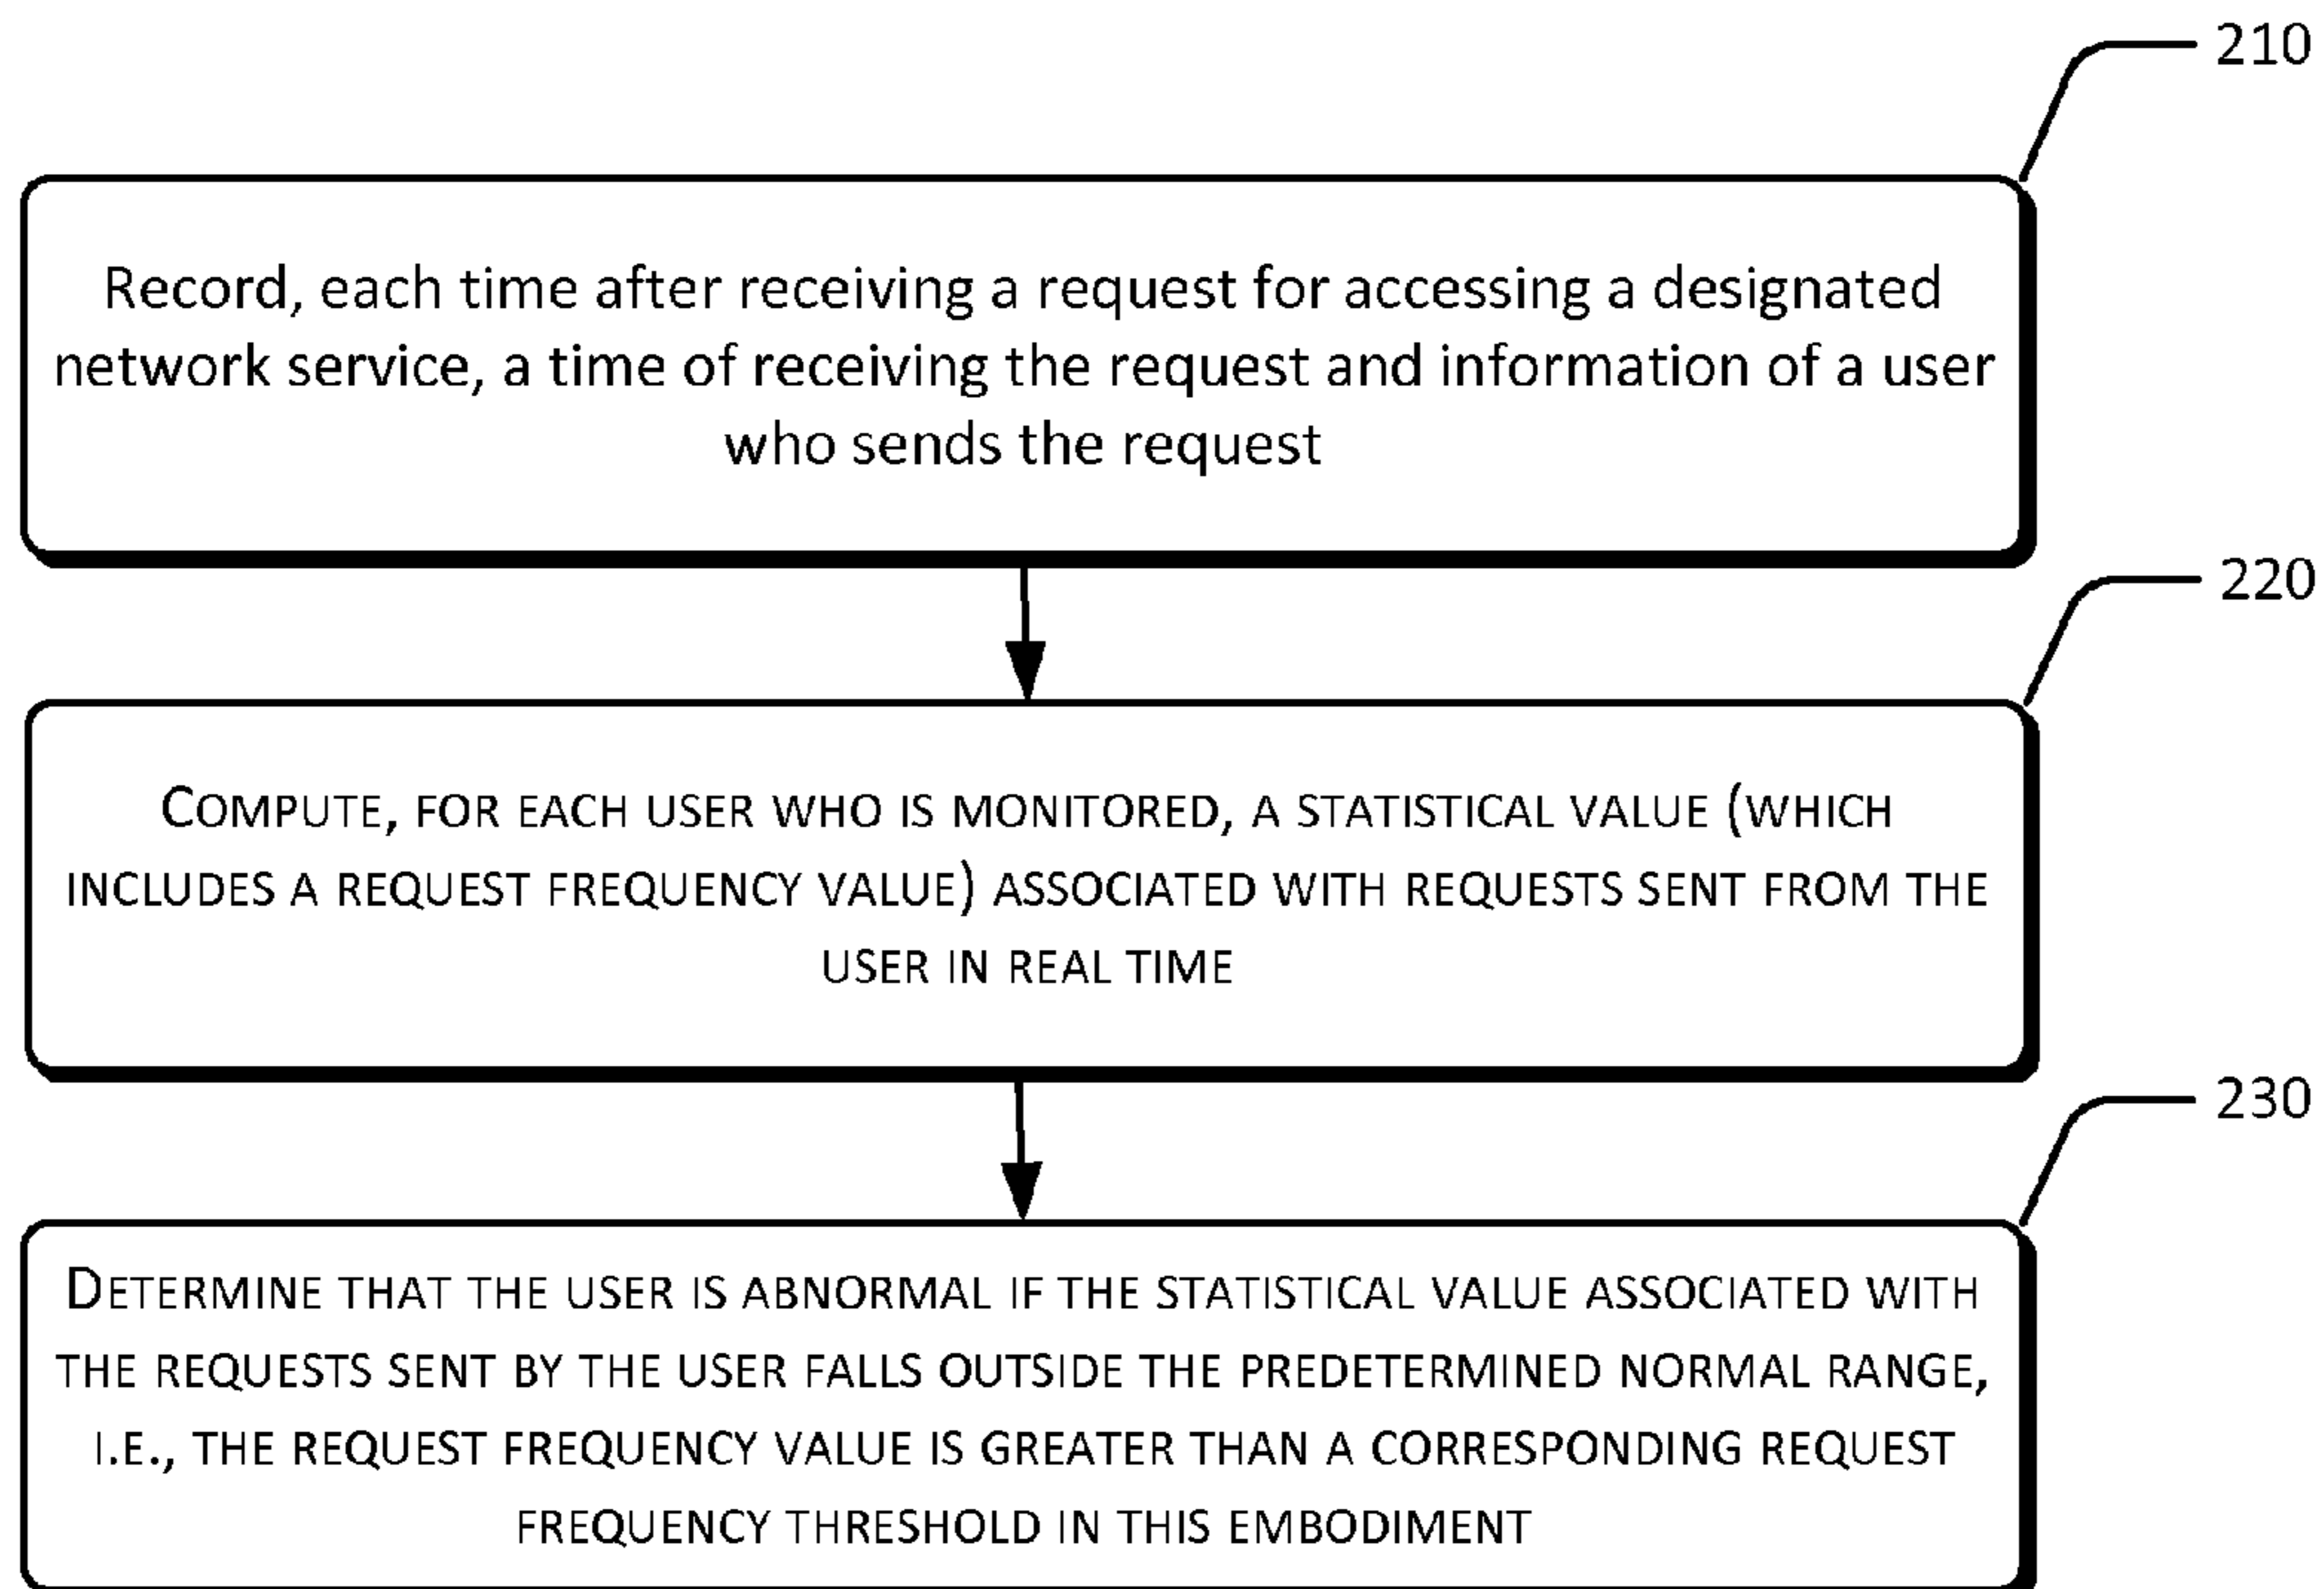 210
Record, each time after receiving a request for accessing a designated
network service, a time of receiving the request and information of a user
who sends the request
220
COMPUTE, FOR EACH USER WHO IS MONITORED, A STATISTICAL VALUE (WHICH
INCLUDES A REQUEST FREQUENCY VALUE) ASSOCIATED WITH REQUESTS SENT FROM THE
USER IN REAL TIME
230
DETERMINE THAT THE USER IS ABNORMAL IF THE STATISTICAL VALUE ASSOCIATED WITH
THE REQUESTS SENT BY THE USER FALLS OUTSIDE THE PREDETERMINED NORMAL RANGE,
I.E., THE REQUEST FREQUENCY VALUE IS GREATER THAN A CORRESPONDING REQUEST
FREQUENCY THRESHOLD IN THIS EMBODIMENT